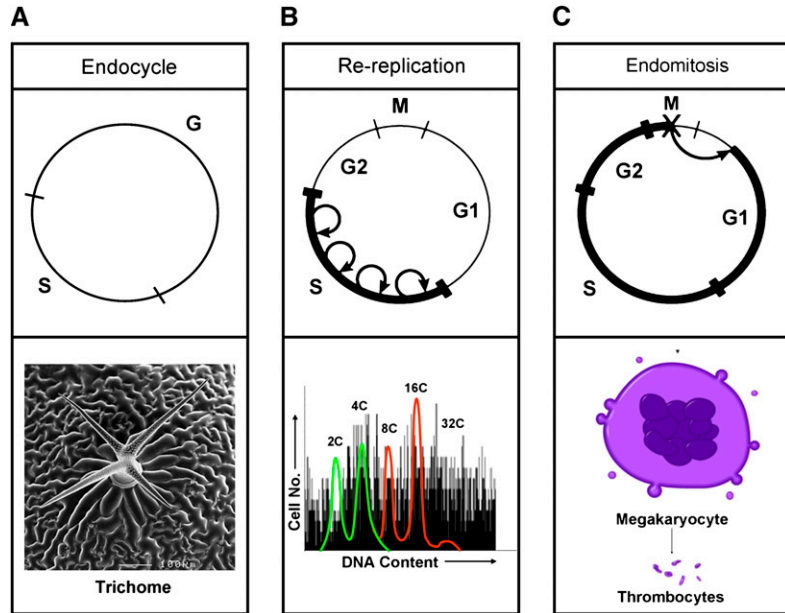 A
Endocycle
G
S
Trichome
100µm
B
Re-replication
M
G2
G1
S
2C
4C
8C
16C
32C
Cell No.
DNA Content
C
Endomitosis
M
G2
G1
S
Megakaryocyte
Thrombocytes